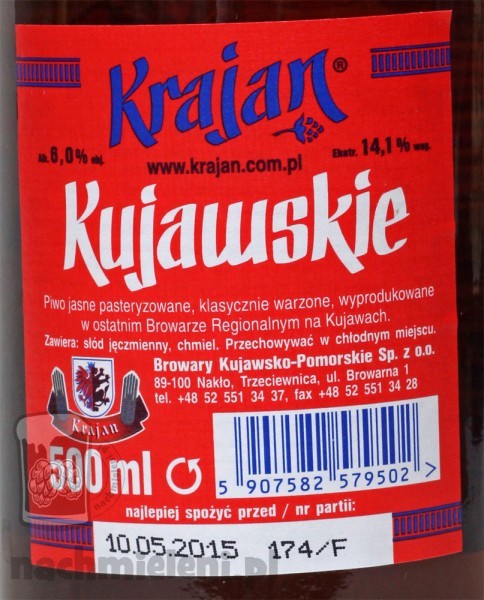 Krajan®
Alk. 6,0% obj.
Ekstr. 14,1% wag.
www.krajan.com.pl
Kujawskie
Piwo jasne pasteryzowane, klasycznie warzone, wyprodukowane
w ostatnim Browarze Regionalnym na Kujawach.
Zawiera: słód jęczmienny, chmiel. Przechowywać w chłodnym miejscu.
Browary Kujawsko-Pomorskie Sp. z o.o.
89-100 Nakło, Trzeciewnica, ul. Browarna 1
tel. +48 52 551 34 37, fax +48 52 551 34 28
Krajan
500 ml
5 907582 579502 >
najlepiej spożyć przed / nr partii:
10.05.2015 174/F
nachmieleni.pl